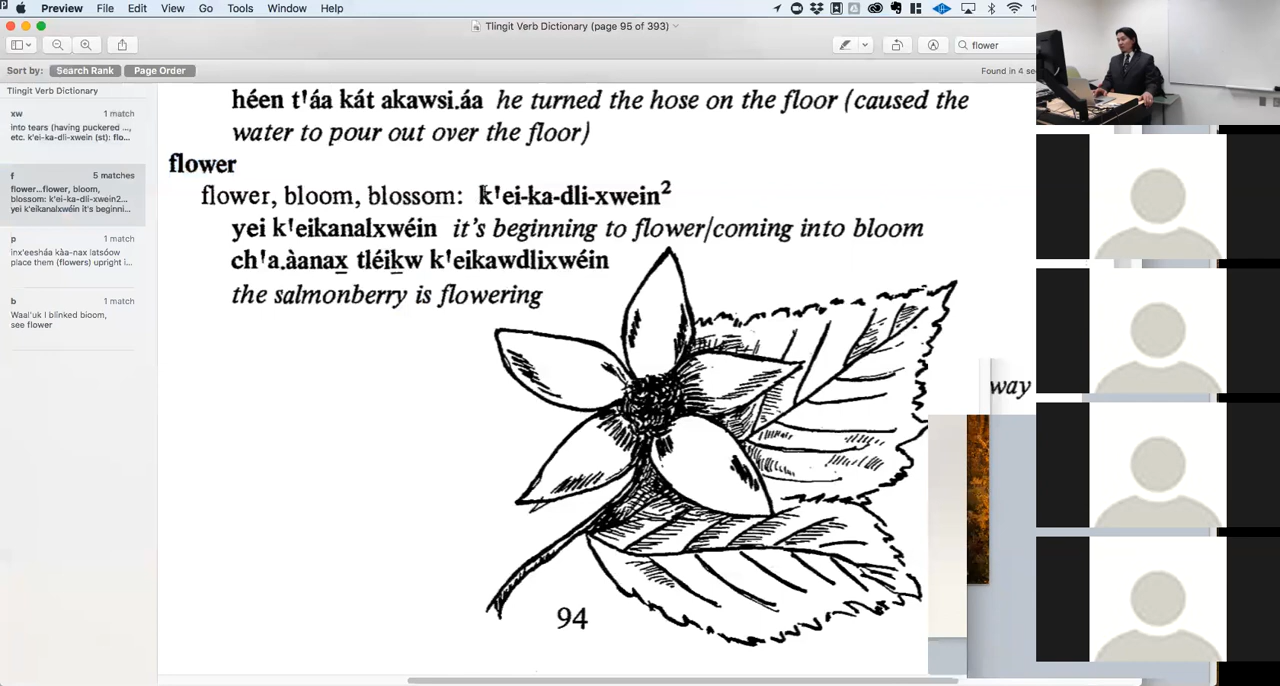 Preview File Edit View Go Tools Window Help
Tlingit Verb Dictionary (page 95 of 393)
flower
Sort by: Search Rank Page Order
Found in 4 se
Tlingit Verb Dictionary
xw 1 match
into tears (having puckered ...,
etc. k'ei-ka-dli-xwein (st): flo...
f 5 matches
flower...flower, bloom,
blossom: k'ei-ka-dli-xwein2...
yei k'eikanalxwéin it's beginni...
p 1 match
ínx'eesháa kàa-nax latsóow
place them (flowers) upright i...
b 1 match
Waal'uk I blinked bioom,
see flower
héen t'áa kát akawsi.áa he turned the hose on the floor (caused the
water to pour out over the floor)
flower
flower, bloom, blossom: k'ei-ka-dli-xwein²
yei k'eikanalxwéin it's beginning to flower/coming into bloom
ch'a.àanax̲ tléik̲w k'eikawdlixwéin
the salmonberry is flowering
way
94